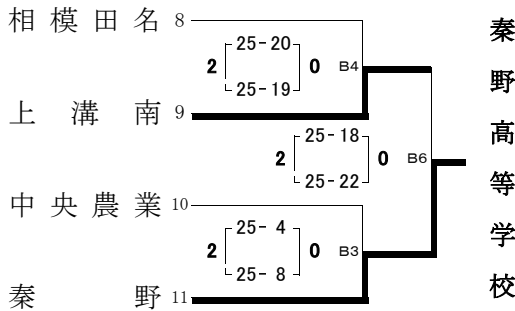 相模田名 8
25-20
2 0 B4
25-19
上溝南 9
25-18
2 0 B6
25-22
中央農業 10
25- 4
2 0 B3
25- 8
秦野 11
秦野高等学校